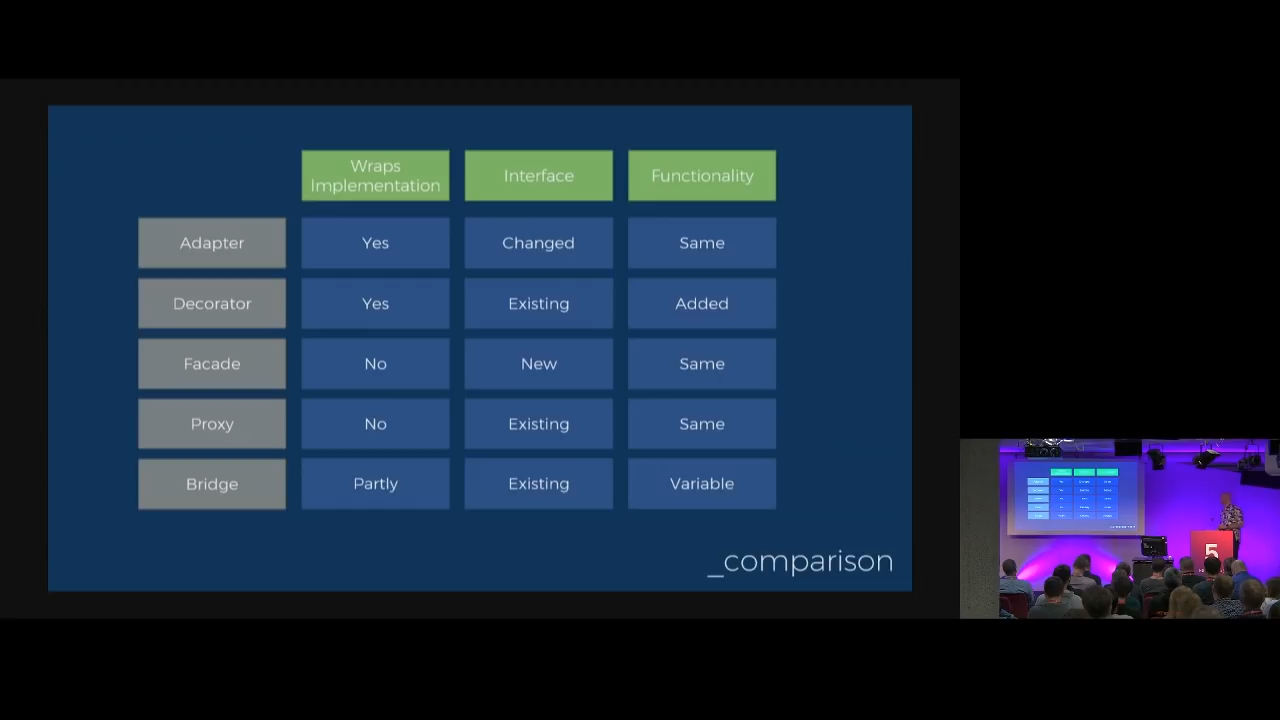 Wraps
Implementation
Interface
Functionality
Adapter
Yes
Changed
Same
Decorator
Yes
Existing
Added
Facade
No
New
Same
Proxy
No
Existing
Same
Bridge
Partly
Existing
Variable
_comparison
5